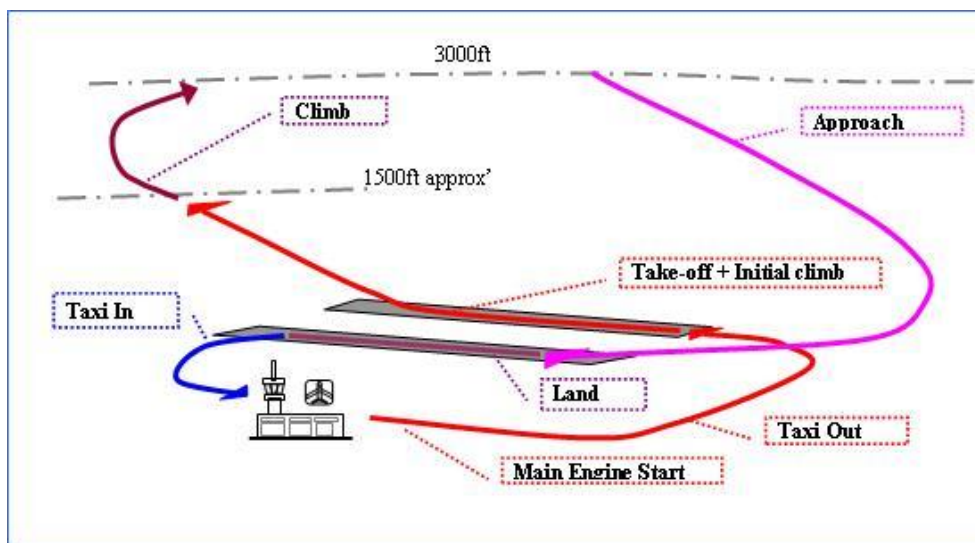 3000ft
Climb
Approach
1500ft approx’
Take-off + Initial climb
Taxi In
Land
Taxi Out
Main Engine Start